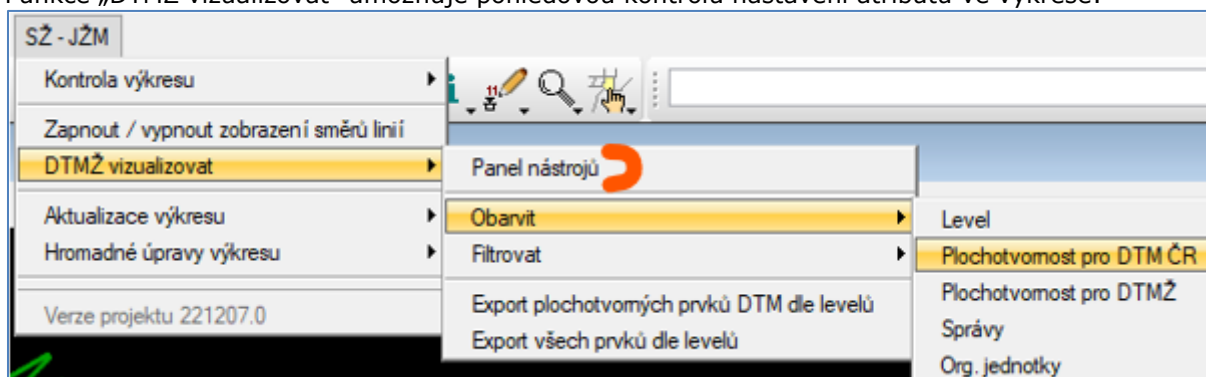 Funkce „DTMŽ vizualizovat“ umožňuje pohledovou kontrolu nastavení atributů ve výkrese.
SŽ - JŽM
Kontrola výkresu
Zapnout / vypnout zobrazení směrů linií
DTMŽ vizualizovat
Aktualizace výkresu
Hromadné úpravy výkresu
Verze projektu 221207.0
Panel nástrojů
Obarvit
Filtrovat
Export plochotvorných prvků DTM dle levelů
Export všech prvků dle levelů
Level
Plochotvornost pro DTM ČR
Plochotvornost pro DTMŽ
Správy
Org. jednotky